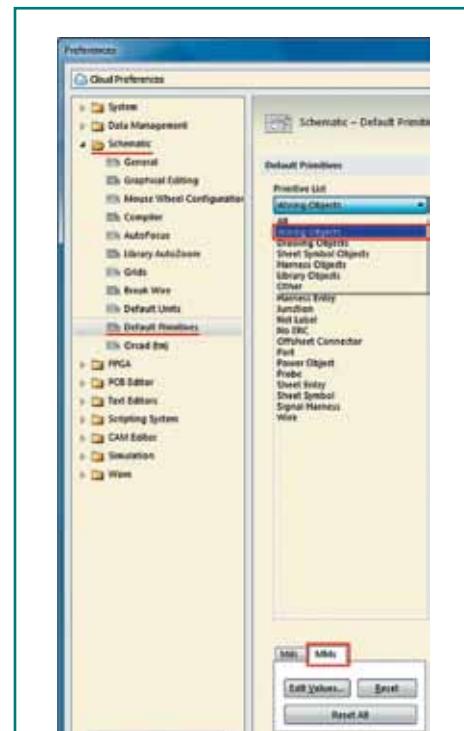 Preferences
Cloud Preferences
System
Data Management
Schematic
General
Graphical Editing
Mouse Wheel Configuration
Compiler
AutoFocus
Library AutoZoom
Grids
Break Wire
Default Units
Default Primitives
Orcad (tm)
FPGA
PCB Editor
Text Editors
Scripting System
CAM Editor
Simulation
Wave
Schematic – Default Primiti
Default Primitives
Primitive List
Wiring Objects
All
Wiring Objects
Drawing Objects
Sheet Symbol Objects
Harness Objects
Library Objects
Other
Harness Entry
Junction
Net Label
No ERC
Offsheet Connector
Port
Power Object
Probe
Sheet Entry
Sheet Symbol
Signal Harness
Wire
Mils
MMs
Edit Values...
Reset
Reset All